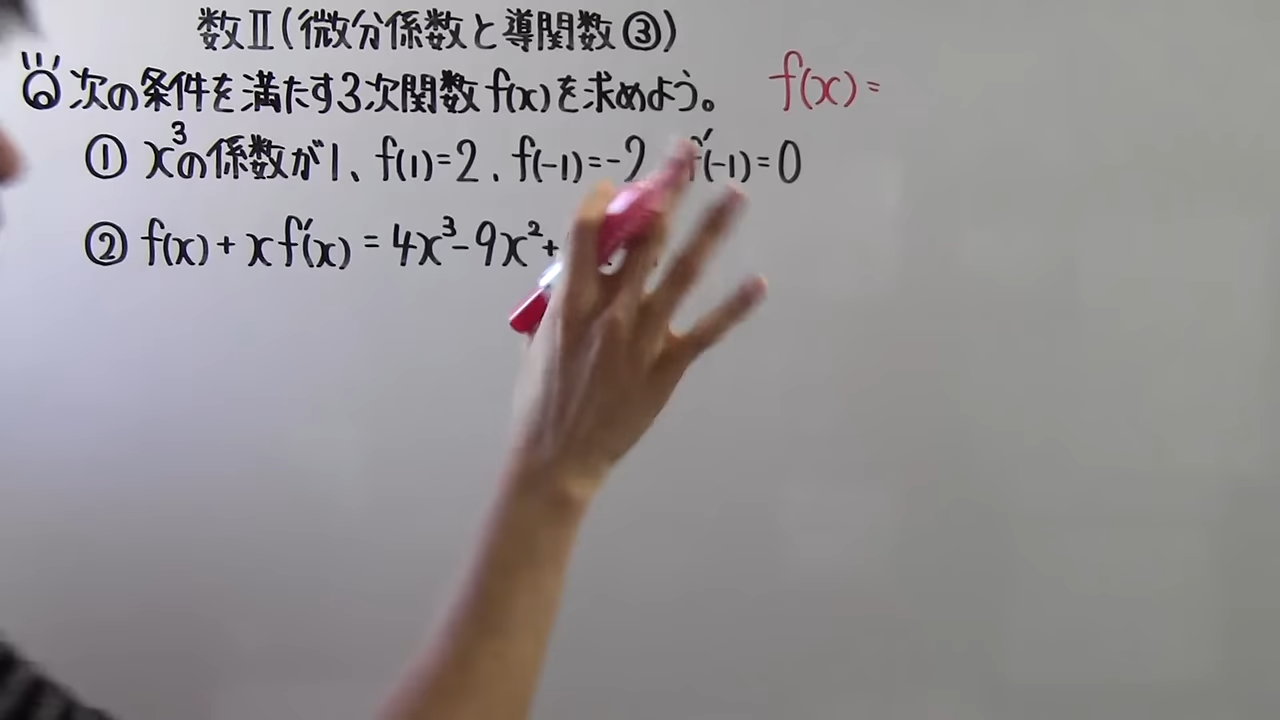 数Ⅱ(微分係数と導関数③)
Q 次の条件を満たす3次関数 f(x)を求めよう。 f(x)=
① x³の係数が1、f(1)=2、f(-1)=-2 f'(-1)=0
② f(x)+xf'(x)=4x³-9x²+